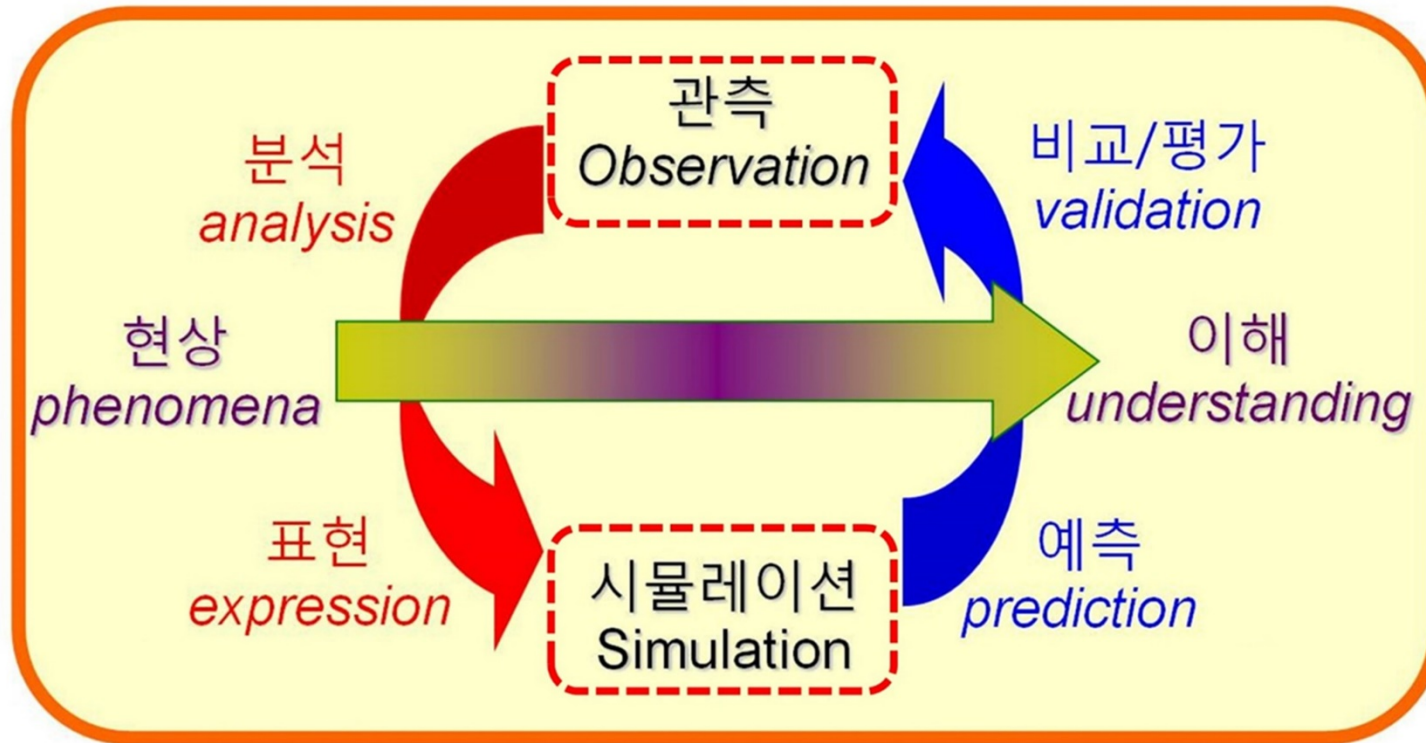 관측
Observation
분석
analysis
비교/평가
validation
현상
phenomena
이해
understanding
표현
expression
시뮬레이션
Simulation
예측
prediction